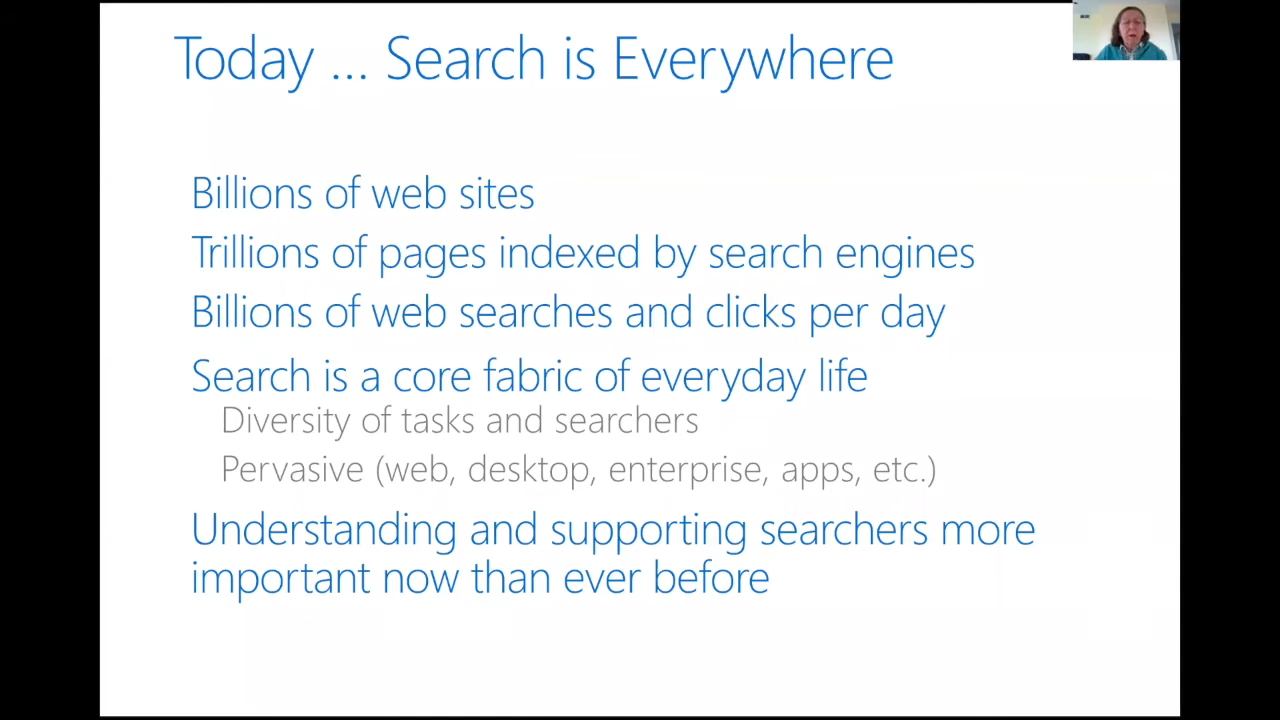 Today ... Search is Everywhere
Billions of web sites
Trillions of pages indexed by search engines
Billions of web searches and clicks per day
Search is a core fabric of everyday life
Diversity of tasks and searchers
Pervasive (web, desktop, enterprise, apps, etc.)
Understanding and supporting searchers more
important now than ever before